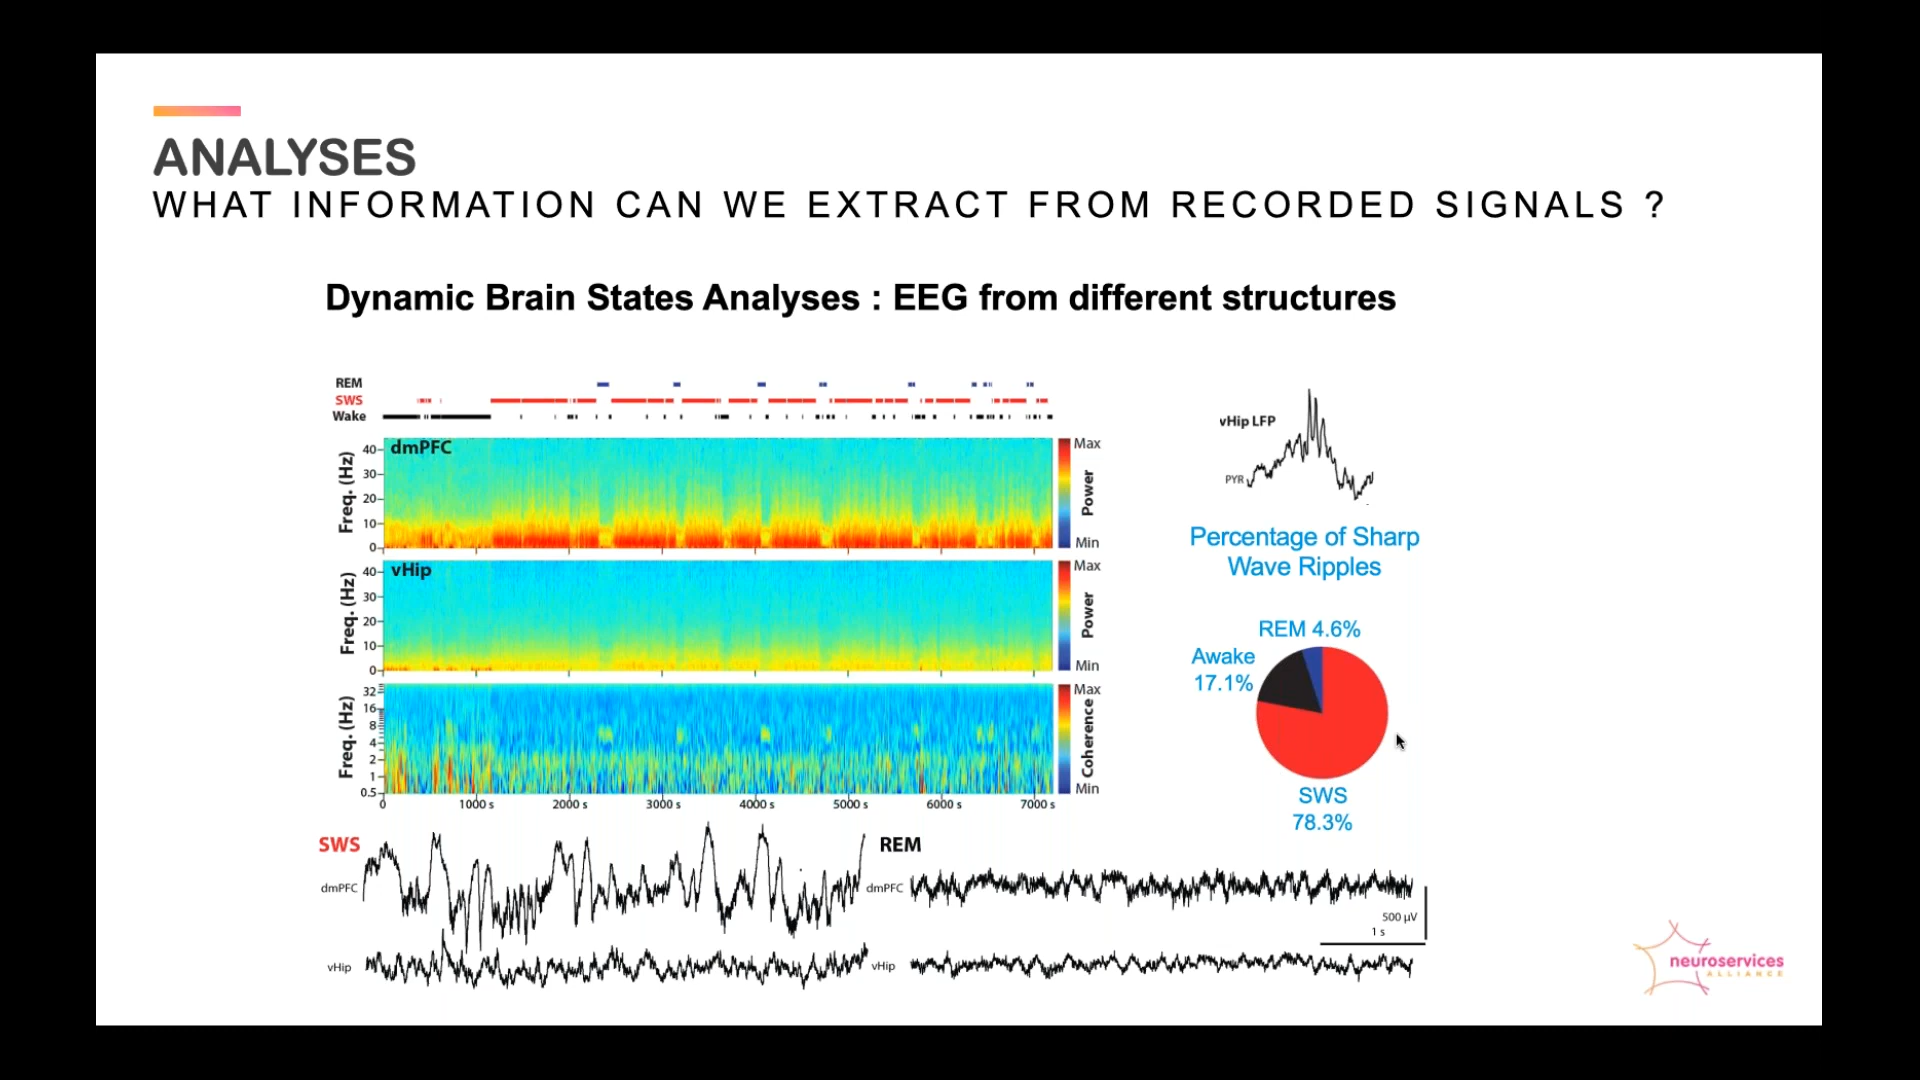 ANALYSES
WHAT INFORMATION CAN WE EXTRACT FROM RECORDED SIGNALS ?
Dynamic Brain States Analyses : EEG from different structures
REM
SWS
Wake
dmPFC
Freq. (Hz)
40
30
20
10
0
Max
Power
Min
vHip
Freq. (Hz)
40
30
20
10
0
Max
Power
Min
Freq. (Hz)
32
16
8
4
2
1
0.5
Max
Coherence
Min
0
1000 s
2000 s
3000 s
4000 s
5000 s
6000 s
7000 s
vHip LFP
PYR
Percentage of Sharp
Wave Ripples
REM 4.6%
Awake
17.1%
SWS
78.3%
SWS
dmPFC
vHip
REM
dmPFC
vHip
500 µV
1 s
neuroservices
ALLIANCE